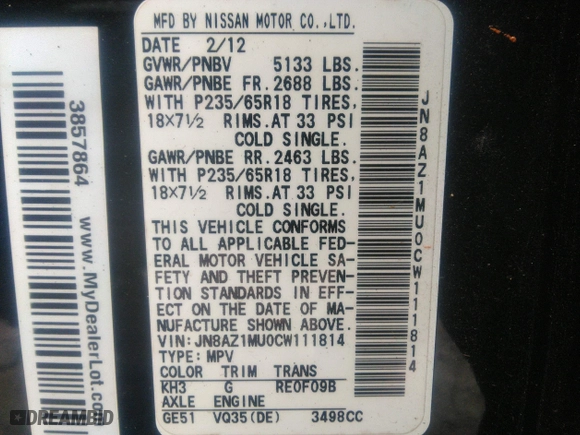 MFD BY NISSAN MOTOR CO.,LTD.
DATE 2/12
GVWR/PNBV 5133 LBS.
GAWR/PNBE FR. 2688 LBS.
WITH P235/65R18 TIRES,
18×7½ RIMS.AT 33 PSI
COLD SINGLE.
GAWR/PNBE RR. 2463 LBS.
WITH P235/65R18 TIRES,
18×7½ RIMS.AT 33 PSI
COLD SINGLE.
THIS VEHICLE CONFORMS
TO ALL APPLICABLE FED-
ERAL MOTOR VEHICLE SA-
FETY AND THEFT PREVEN-
TION STANDARDS IN EFF-
ECT ON THE DATE OF MA-
NUFACTURE SHOWN ABOVE.
VIN: JN8AZ1MU0CW111814
TYPE: MPV
COLOR TRIM TRANS
KH3 G RE0F09B
AXLE ENGINE
GE51 VQ35(DE) 3498CC
JN8AZ1MU0CW111814
3857864
www.MyDealerLot.com
DREAMBID